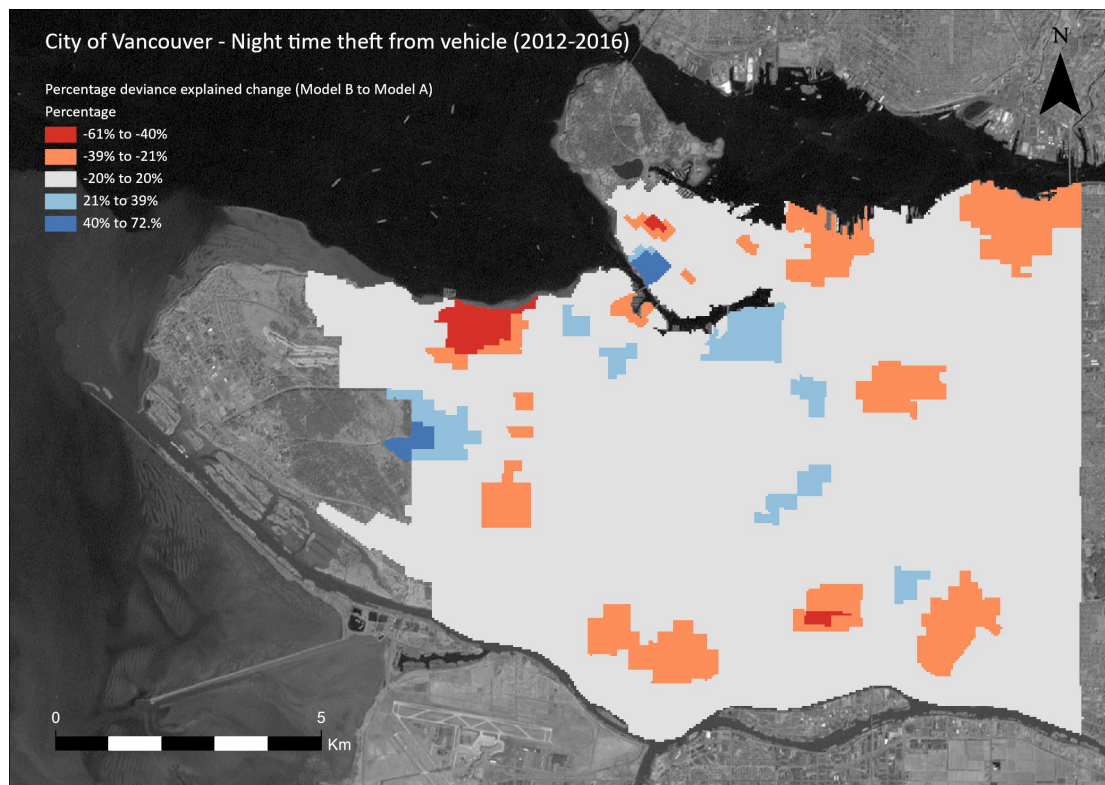 City of Vancouver - Night time theft from vehicle (2012-2016)
N
Percentage deviance explained change (Model B to Model A)
Percentage
-61% to -40%
-39% to -21%
-20% to 20%
21% to 39%
40% to 72.%
0 5
Km